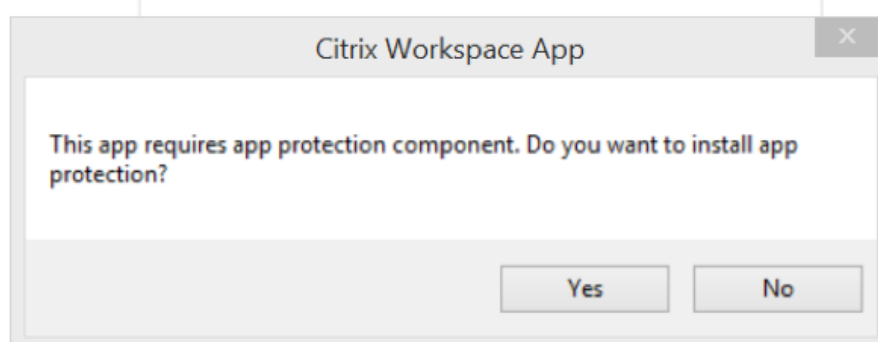 Citrix Workspace App
This app requires app protection component. Do you want to install app
protection?
Yes
No